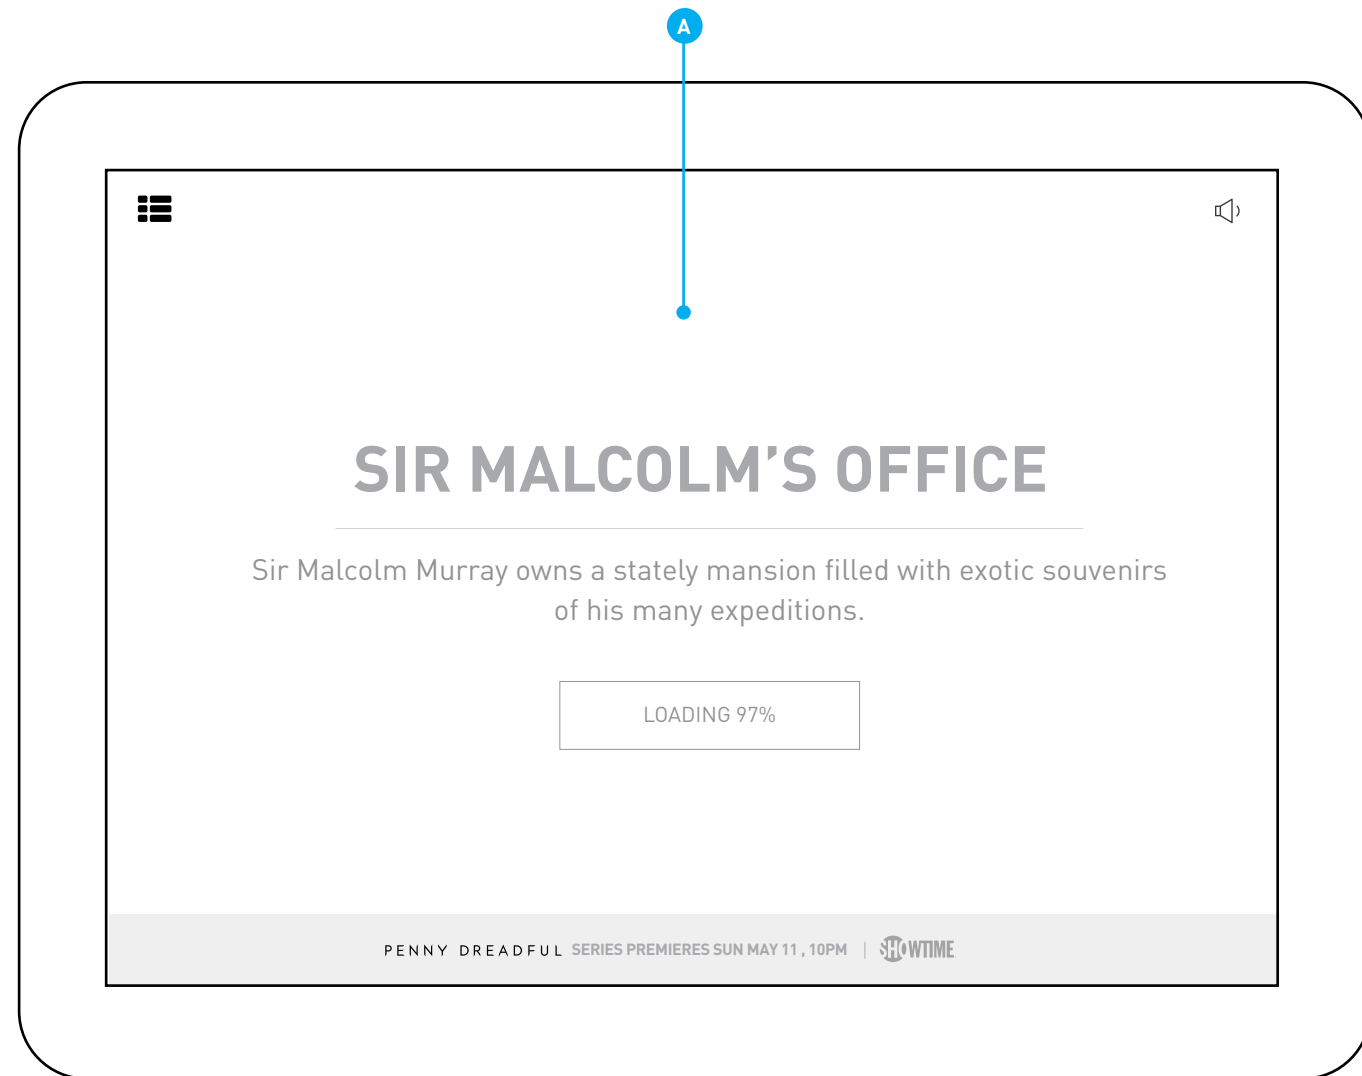 A
SIR MALCOLM’S OFFICE
Sir Malcolm Murray owns a stately mansion filled with exotic souvenirs
of his many expeditions.
LOADING 97%
PENNY DREADFUL SERIES PREMIERES SUN MAY 11 , 10PM | SHOWTIME